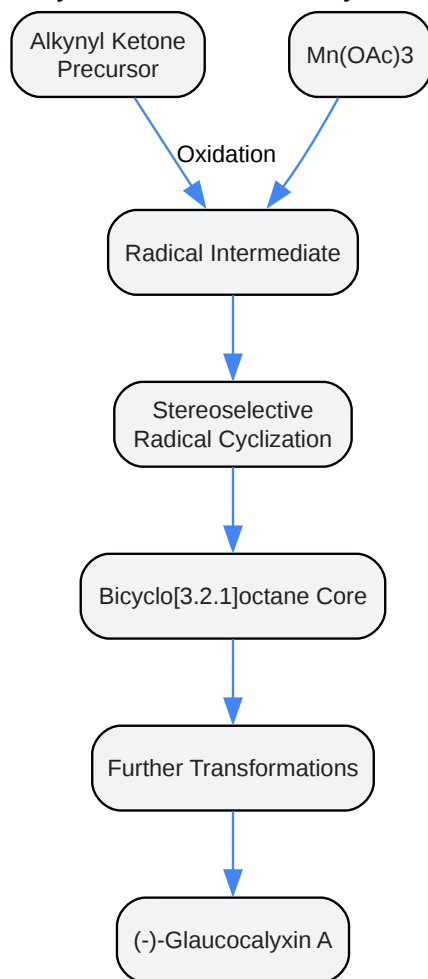 Alkynyl Ketone
Precursor
Mn(OAc)3
Oxidation
Radical Intermediate
Stereoselective
Radical Cyclization
Bicyclo[3.2.1]octane Core
Further Transformations
(-)-Glaucocalyxin A